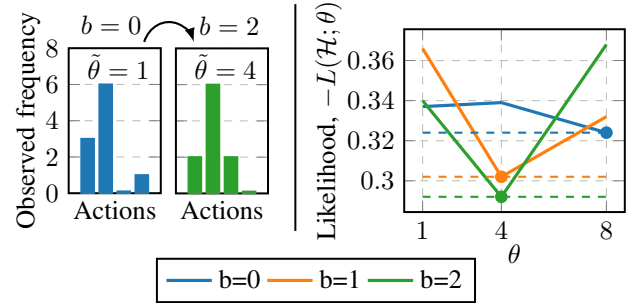 b = 0
b = 2
Observed frequency
8
6
4
2
0
θ̃ = 1
θ̃ = 4
Actions
Actions
Likelihood, −L(ℋ; θ)
0.36
0.34
0.32
0.3
1
4
8
θ
b=0
b=1
b=2